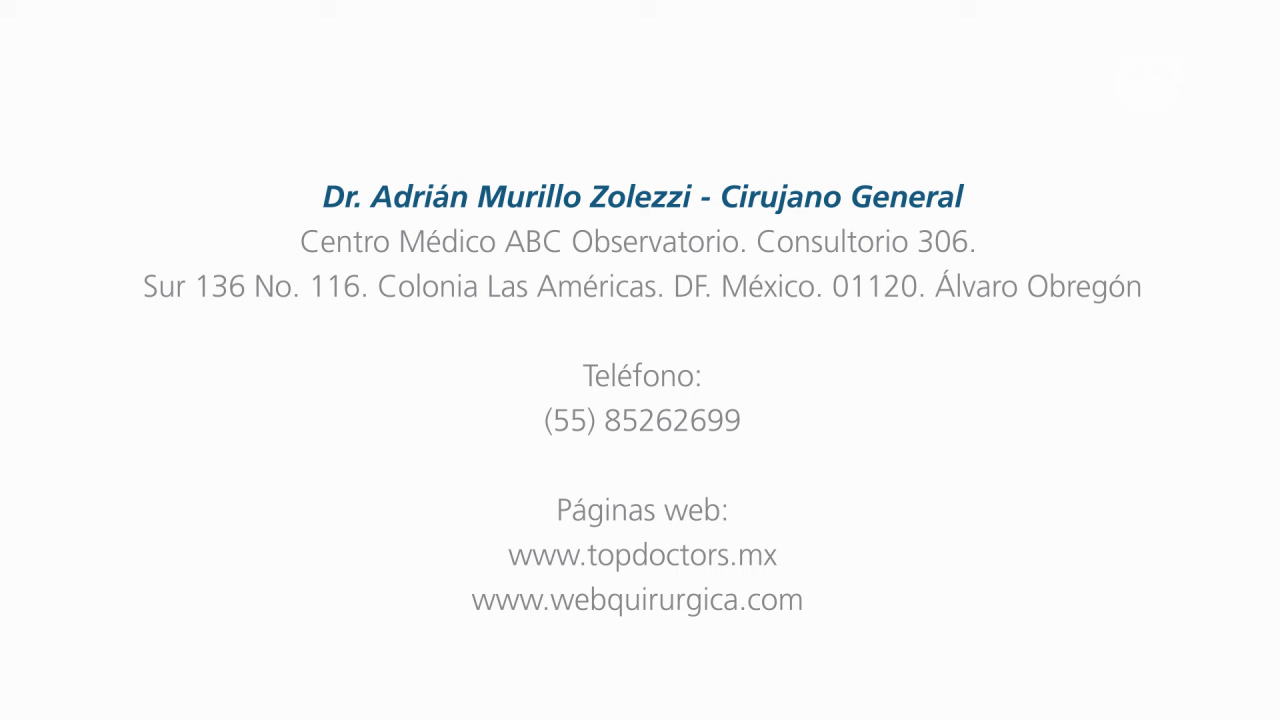 Dr. Adrián Murillo Zolezzi - Cirujano General
Centro Médico ABC Observatorio. Consultorio 306.
Sur 136 No. 116. Colonia Las Américas. DF. México. 01120. Álvaro Obregón
Teléfono:
(55) 85262699
Páginas web:
www.topdoctors.mx
www.webquirurgica.com